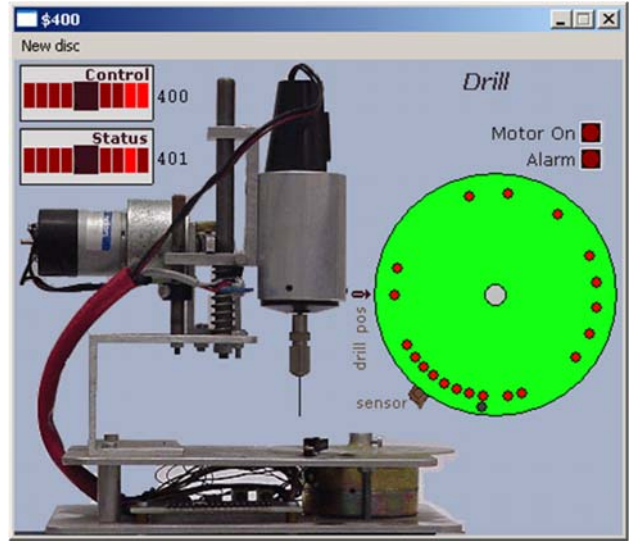 $400
New disc
Control
400
Drill
Status
401
Motor On
Alarm
drill pos
sensor